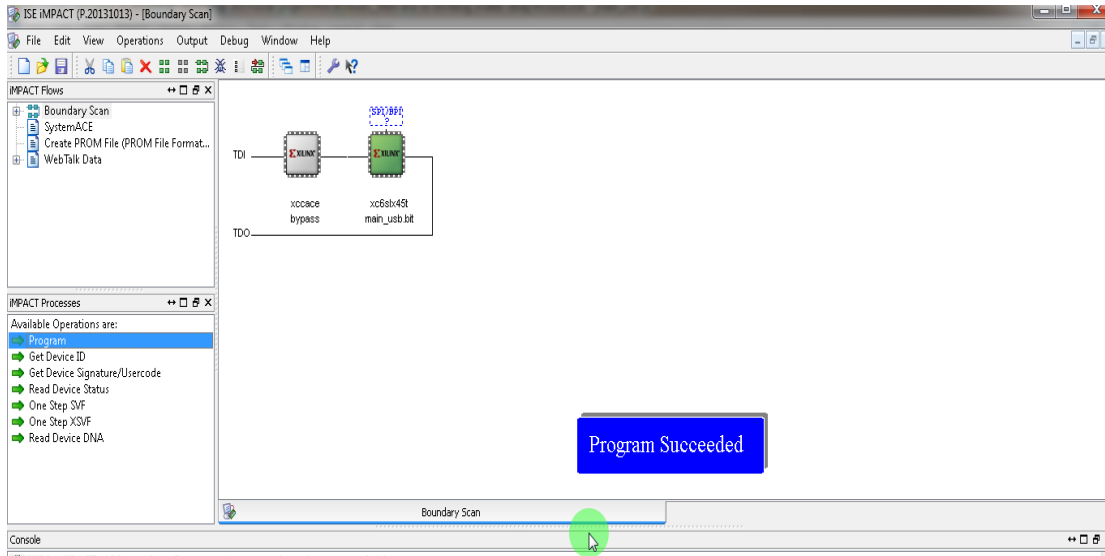 ISE iMPACT (P.20131013) - [Boundary Scan]
File Edit View Operations Output Debug Window Help
iMPACT Flows
Boundary Scan
SystemACE
Create PROM File (PROM File Format...
WebTalk Data
SPI/BPI
?
TDI
XILINX
XILINX
xccace
bypass
xc6slx45t
main_usb.bit
TDO
iMPACT Processes
Available Operations are:
Program
Get Device ID
Get Device Signature/Usercode
Read Device Status
One Step SVF
One Step XSVF
Read Device DNA
Program Succeeded
Boundary Scan
Console